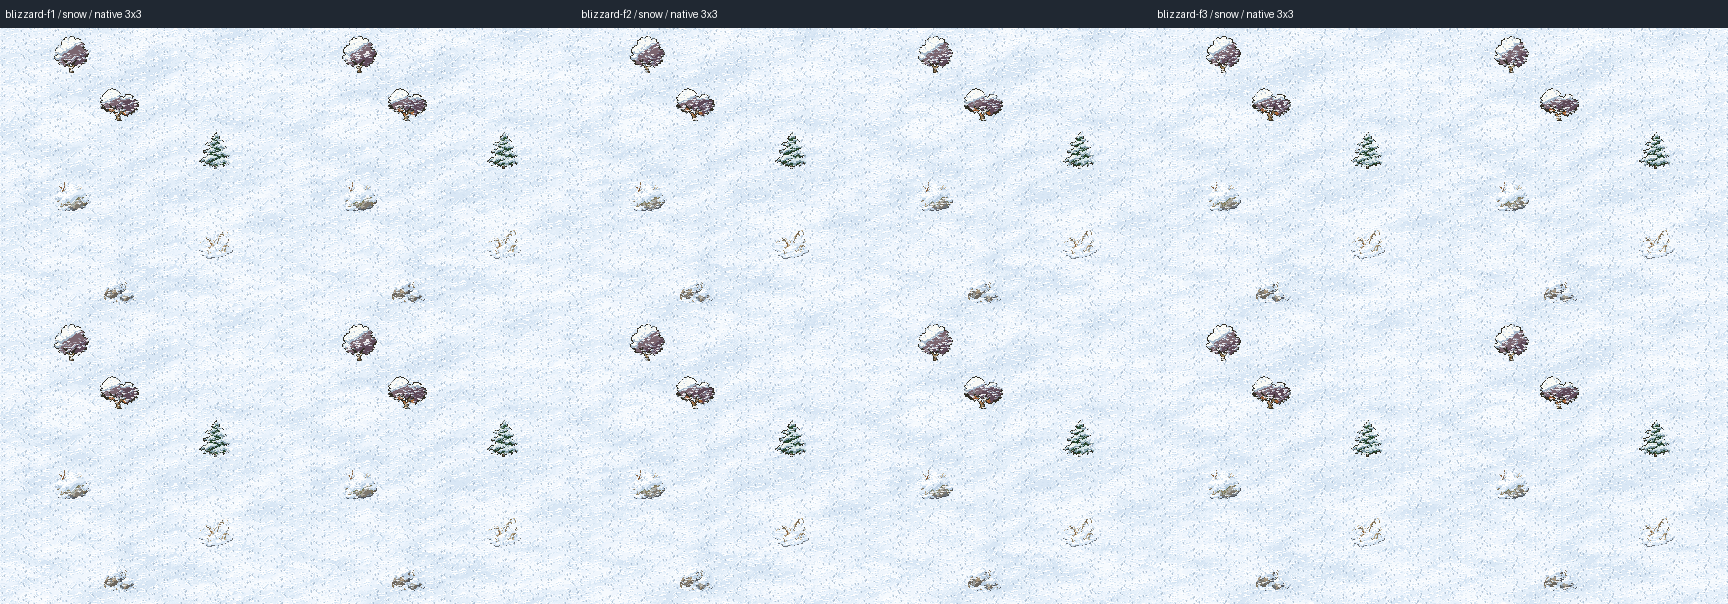 blizzard-f1 / snow / native 3x3
blizzard-f2 / snow / native 3x3
blizzard-f3 / snow / native 3x3